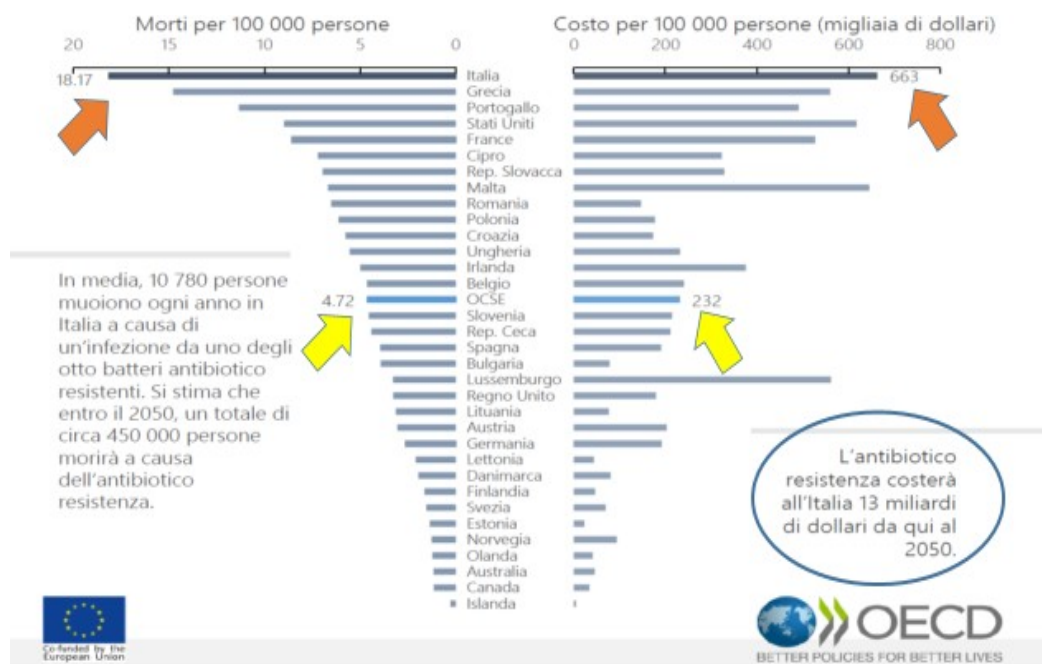 Morti per 100 000 persone
Costo per 100 000 persone (migliaia di dollari)
20 15 10 5 0
0 200 400 600 800
18.17 Italia 663
Grecia
Portogallo
Stati Uniti
France
Cipro
Rep. Slovacca
Malta
Romania
Polonia
Croazia
Ungheria
Irlanda
Belgio
4.72 OCSE 232
Slovenia
Rep. Ceca
Spagna
Bulgaria
Lussemburgo
Regno Unito
Lituania
Austria
Germania
Lettonia
Danimarca
Finlandia
Svezia
Estonia
Norvegia
Olanda
Australia
Canada
Islanda
In media, 10 780 persone
muoiono ogni anno in
Italia a causa di
un'infezione da uno degli
otto batteri antibiotico
resistenti. Si stima che
entro il 2050, un totale di
circa 450 000 persone
morirà a causa
dell'antibiotico
resistenza.
L'antibiotico
resistenza costerà
all'Italia 13 miliardi
di dollari da qui al
2050.
Co-funded by the
European Union
OECD
BETTER POLICIES FOR BETTER LIVES